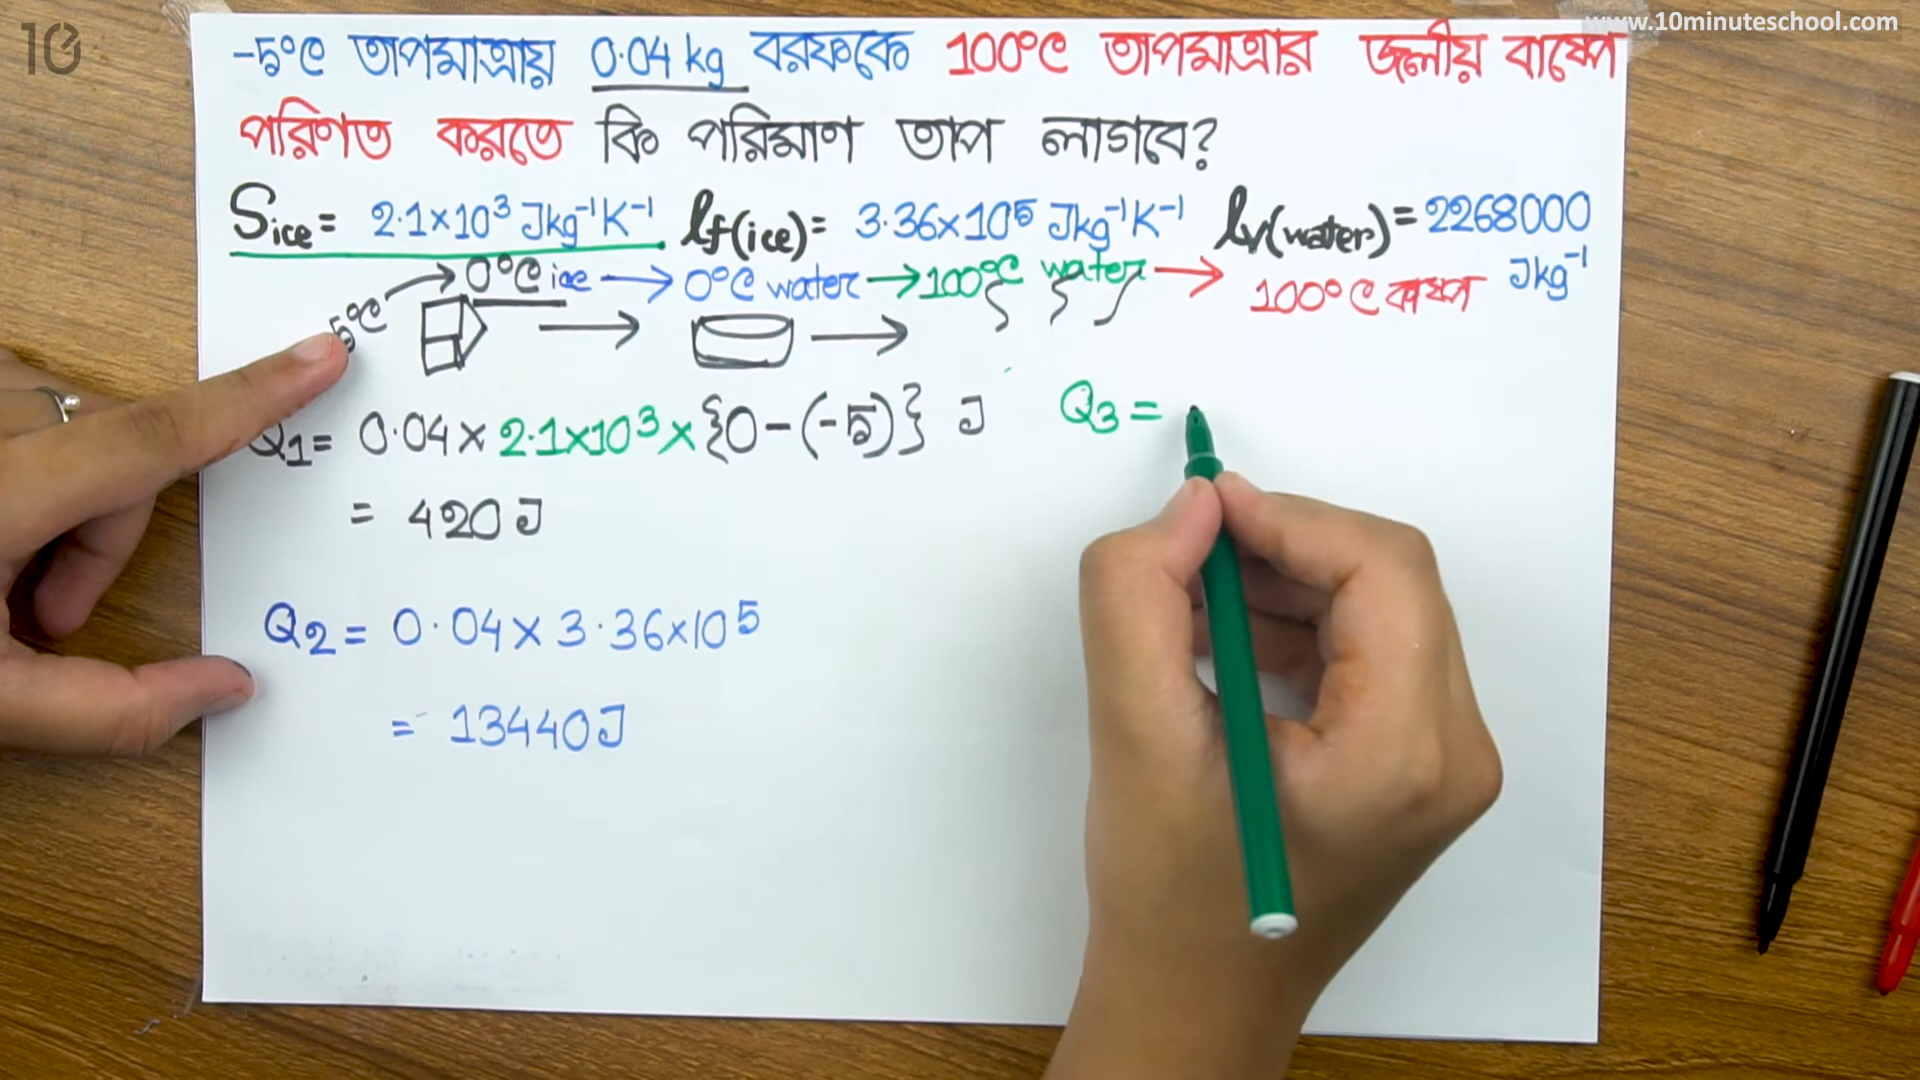 10
www.10minuteschool.com
-5°C তাপমাত্রায় 0.04 kg বরফকে 100°C তাপমাত্রার জলীয় বাষ্পে
পরিণত করতে কি পরিমাণ তাপ লাগবে?
Sice = 2.1×10³ Jkg⁻¹K⁻¹ lf(ice) = 3.36×10⁵ Jkg⁻¹K⁻¹ lv(water) = 2268000
Jkg⁻¹
5°C → 0°C ice → 0°C water → 100°C water → 100°C বাষ্প
Q1 = 0.04 × 2.1×10³ × {0-(-5)} J
= 420 J
Q2 = 0.04 × 3.36×10⁵
= 13440 J
Q3 =